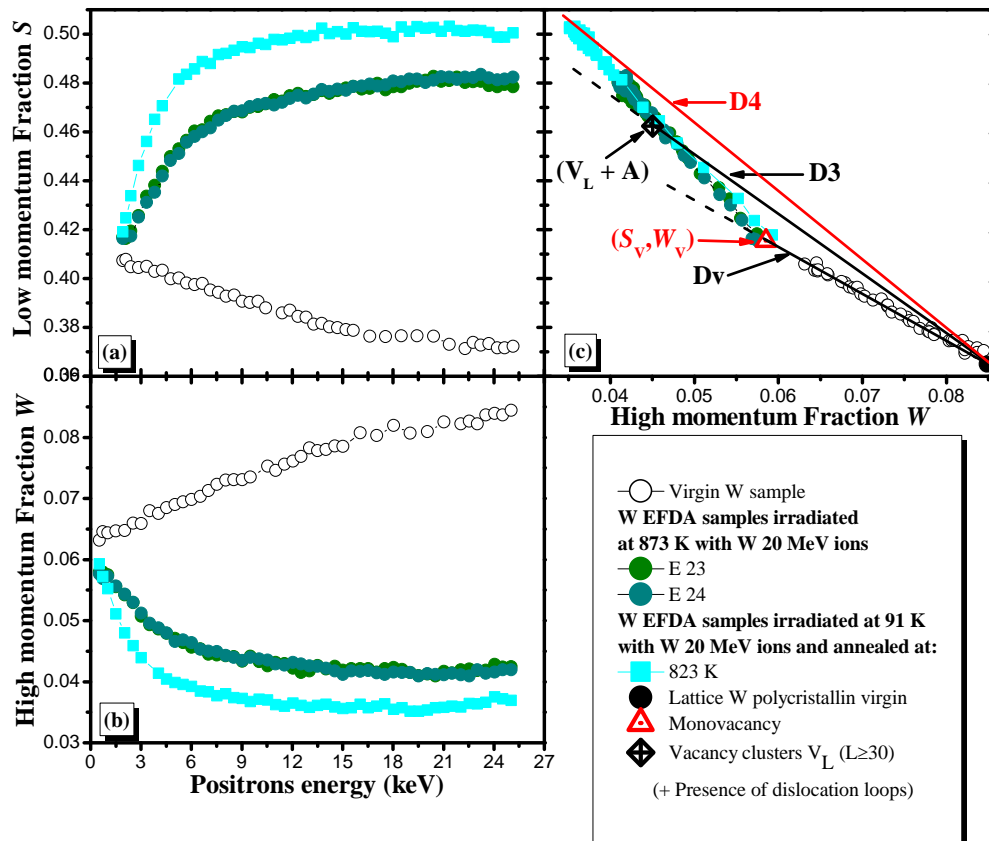 Low momentum Fraction S
0.50
0.48
0.46
0.44
0.42
0.40
0.38
(a)
High momentum Fraction W
0.08
0.07
0.06
0.05
0.04
0.03
(b)
0 3 6 9 12 15 18 21 24 27
Positrons energy (keV)
D4
D3
(V_L + A)
(S_v,W_v)
Dv
(c)
0.04 0.05 0.06 0.07 0.08
High momentum Fraction W
Virgin W sample
W EFDA samples irradiated
at 873 K with W 20 MeV ions
E 23
E 24
W EFDA samples irradiated at 91 K
with W 20 MeV ions and annealed at:
823 K
Lattice W polycristallin virgin
Monovacancy
Vacancy clusters V_L (L≥30)
(+ Presence of dislocation loops)